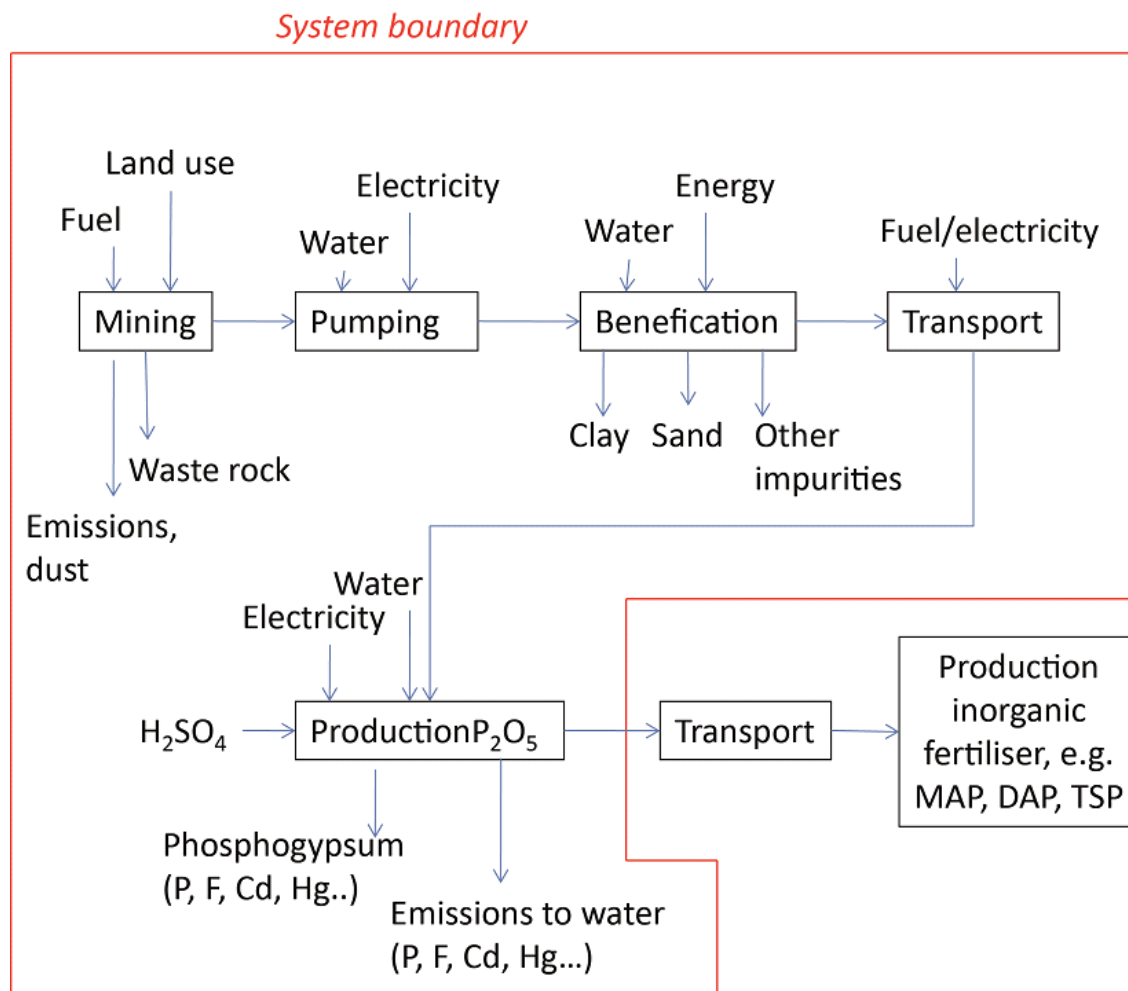 System boundary
Land use
Fuel
Electricity
Water
Energy
Water
Fuel/electricity
Mining
Pumping
Benefication
Transport
Clay
Sand
Other
impurities
Waste rock
Emissions,
dust
Water
Electricity
H₂SO₄
ProductionP₂O₅
Transport
Production
inorganic
fertiliser, e.g.
MAP, DAP, TSP
Phosphogypsum
(P, F, Cd, Hg..)
Emissions to water
(P, F, Cd, Hg...)